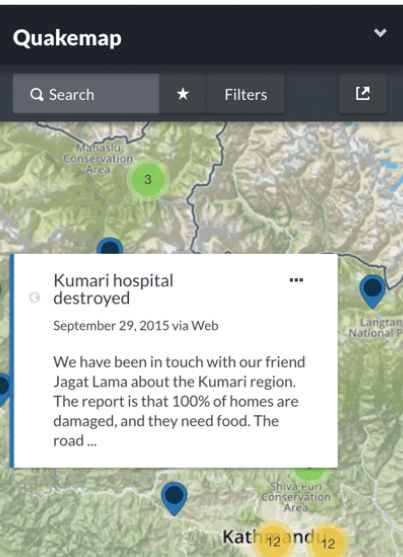 Quakemap
Search
Filters
Manaslu
Conservation
Area
3
Kumari hospital
destroyed
September 29, 2015 via Web
We have been in touch with our friend
Jagat Lama about the Kumari region.
The report is that 100% of homes are
damaged, and they need food. The
road ...
Langtan
National P
Shiva Puri
Conservation
Area
Kathmandu
12
12